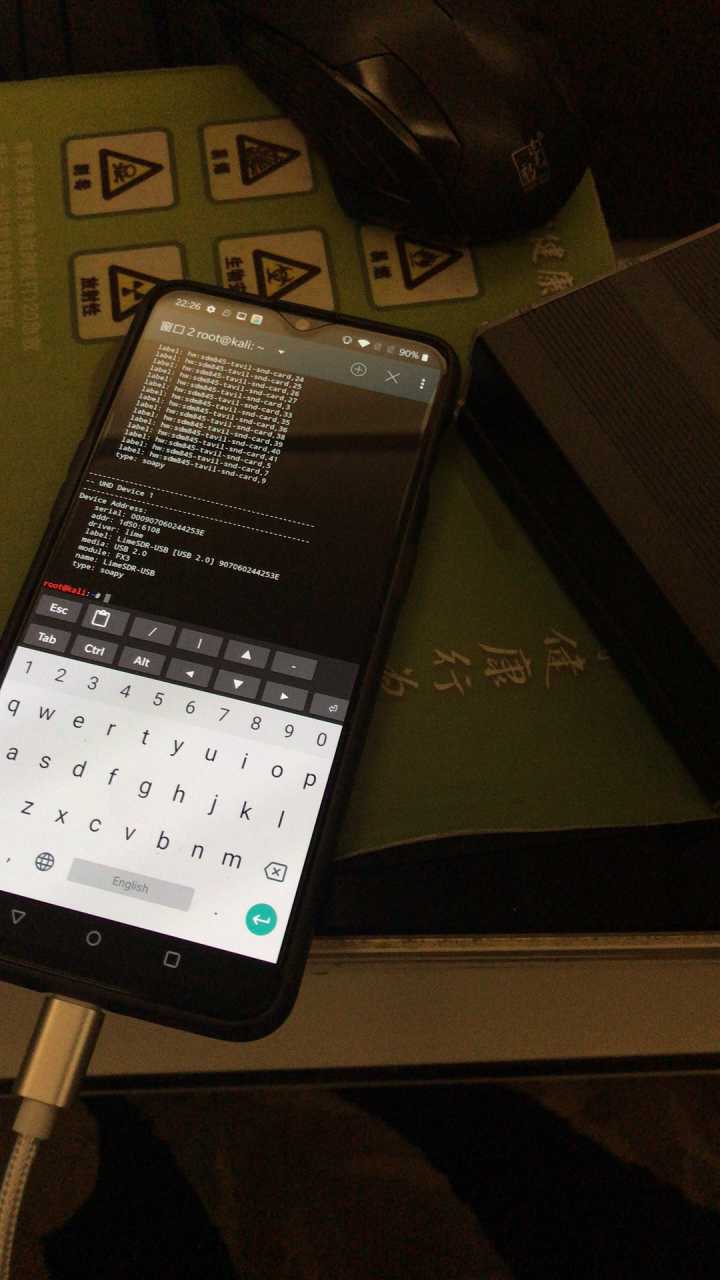 22:26
90%
窗口 2 root@kali: ~
label: hw:sdm845-tavil-snd-card,24
label: hw:sdm845-tavil-snd-card,25
label: hw:sdm845-tavil-snd-card,26
label: hw:sdm845-tavil-snd-card,27
label: hw:sdm845-tavil-snd-card,3
label: hw:sdm845-tavil-snd-card,33
label: hw:sdm845-tavil-snd-card,35
label: hw:sdm845-tavil-snd-card,36
label: hw:sdm845-tavil-snd-card,38
label: hw:sdm845-tavil-snd-card,39
label: hw:sdm845-tavil-snd-card,40
label: hw:sdm845-tavil-snd-card,41
label: hw:sdm845-tavil-snd-card,5
label: hw:sdm845-tavil-snd-card,7
label: hw:sdm845-tavil-snd-card,9
type: soapy
--------------------------------------------------
-- UHD Device 1
--------------------------------------------------
Device Address:
serial: 000907060244253E
addr: 1d50:6108
driver: lime
label: LimeSDR-USB [USB 2.0] 907060244253E
media: USB 2.0
module: FX3
name: LimeSDR-USB
type: soapy
root@kali:~#
Esc / | -
Tab Ctrl Alt
1 2 3 4 5 6 7 8 9 0
q w e r t y u i o p
a s d f g h j k l
z x c v b n m
, English .
放射性
健康
健康行为